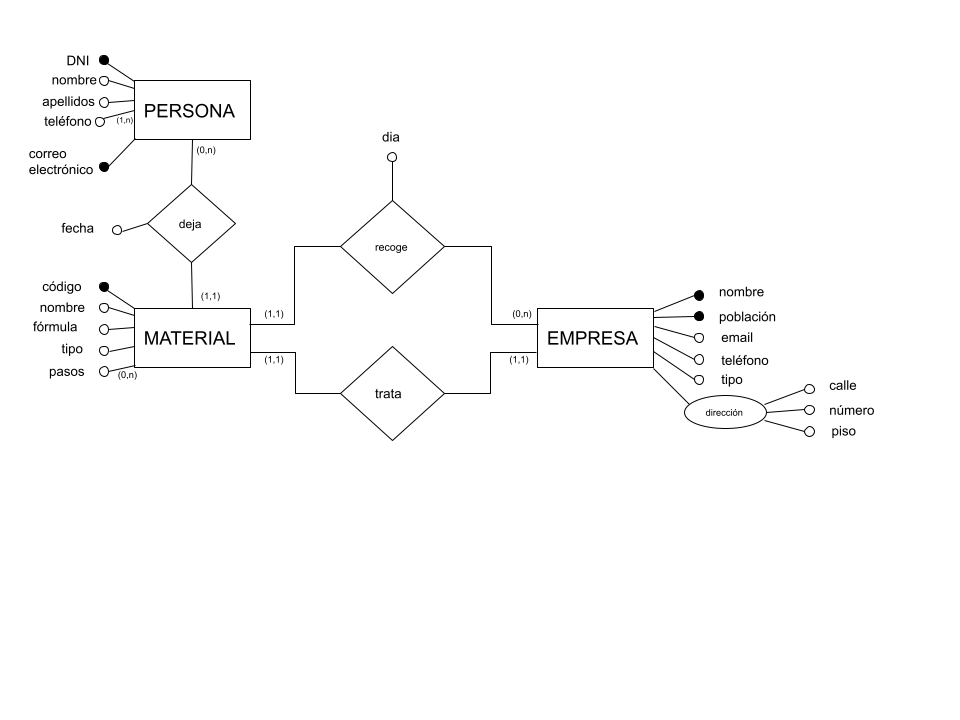 DNI
nombre
apellidos
teléfono
(1,n)
PERSONA
correo
electrónico
(0,n)
dia
fecha
deja
recoge
código
nombre
fórmula
tipo
pasos
(0,n)
(1,1)
MATERIAL
(1,1)
(1,1)
trata
(0,n)
(1,1)
EMPRESA
nombre
población
email
teléfono
tipo
dirección
calle
número
piso